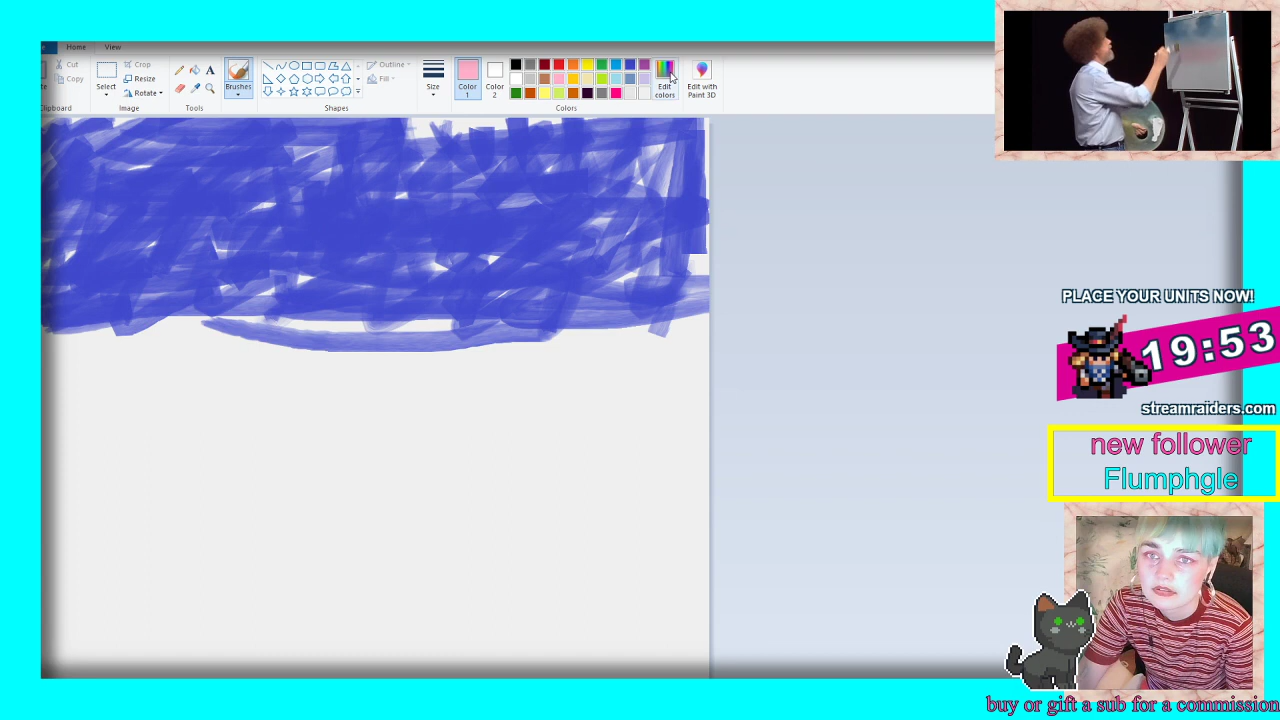 Home View
Cut
Copy
Crop
Resize
Rotate
Select
Brushes
Outline
Fill
Size
Color 1
Color 2
Edit colors
Edit with Paint 3D
Image
Tools
Shapes
Colors
PLACE YOUR UNITS NOW!
19:53
streamraiders.com
new follower
Flumphgle
buy or gift a sub for a commission